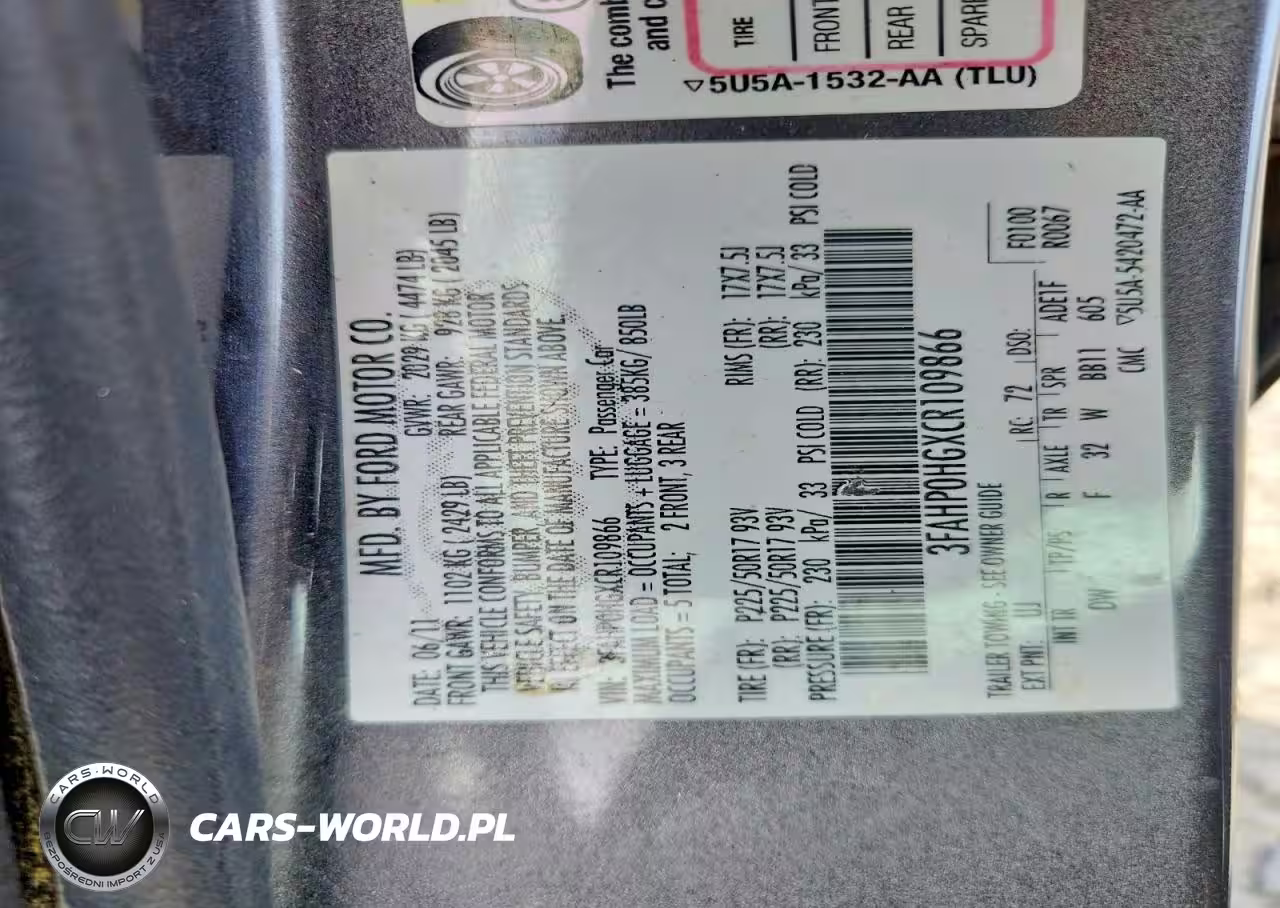 The comb
and c
TIRE
FRONT
REAR
SPARE
▽5U5A-1532-AA (TLU)
MFD. BY FORD MOTOR CO.
DATE: 06/11 GVWR: 2029 KG ( 4474 LB)
FRONT GAWR: 1102 KG ( 2429 LB) REAR GAWR: 928 KG ( 2045 LB)
THIS VEHICLE CONFORMS TO ALL APPLICABLE FEDERAL MOTOR
VEHICLE SAFETY, BUMPER, AND THEFT PREVENTION STANDARDS
IN EFFECT ON THE DATE OF MANUFACTURE SHOWN ABOVE.
VIN: 3FAHP0HGXCR109866 TYPE: Passenger Car
MAXIMUM LOAD = OCCUPANTS + LUGGAGE = 385KG/ 850LB
OCCUPANTS = 5 TOTAL; 2 FRONT, 3 REAR
TIRE (FR): P225/50R17 93V RIMS (FR): 17X7.5J
(RR): P225/50R17 93V (RR): 17X7.5J
PRESSURE (FR): 230 kPa/ 33 PSI COLD (RR): 230 kPa/ 33 PSI COLD
3FAHP0HGXCR109866
TRAILER TOWING - SEE OWNER GUIDE
F0100
EXT PNT: UJ RC: 72 DSO: R0067
INT TR TP/PS R AXLE TR SPR ADE1F
DW F 32 W BB11 605
CMC ▽5U5A-5420472-AA
CARS-WORLD
CW
BEZPOŚREDNI IMPORT Z USA
CARS-WORLD.PL